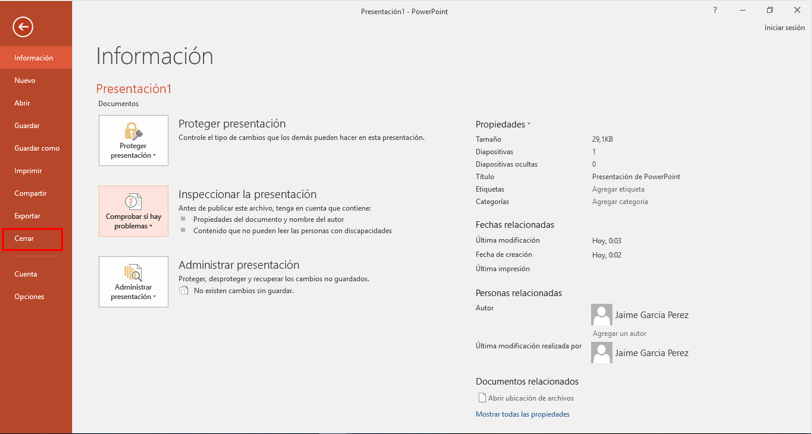 Presentación1 - PowerPoint
?
Iniciar sesión
Información
Nuevo
Abrir
Guardar
Guardar como
Imprimir
Compartir
Exportar
Cerrar
Cuenta
Opciones
Información
Presentación1
Documentos
Proteger
presentación
Proteger presentación
Controle el tipo de cambios que los demás pueden hacer en esta presentación.
Comprobar si hay
problemas
Inspeccionar la presentación
Antes de publicar este archivo, tenga en cuenta que contiene:
Propiedades del documento y nombre del autor
Contenido que no pueden leer las personas con discapacidades
Administrar
presentación
Administrar presentación
Proteger, desproteger y recuperar los cambios no guardados.
No existen cambios sin guardar.
Propiedades
Tamaño 29,1KB
Diapositivas 1
Diapositivas ocultas 0
Título Presentación de PowerPoint
Etiquetas Agregar etiqueta
Categorías Agregar categoría
Fechas relacionadas
Última modificación Hoy, 0:03
Fecha de creación Hoy, 0:02
Última impresión
Personas relacionadas
Autor Jaime Garcia Perez
Agregar un autor
Última modificación realizada por Jaime Garcia Perez
Documentos relacionados
Abrir ubicación de archivos
Mostrar todas las propiedades